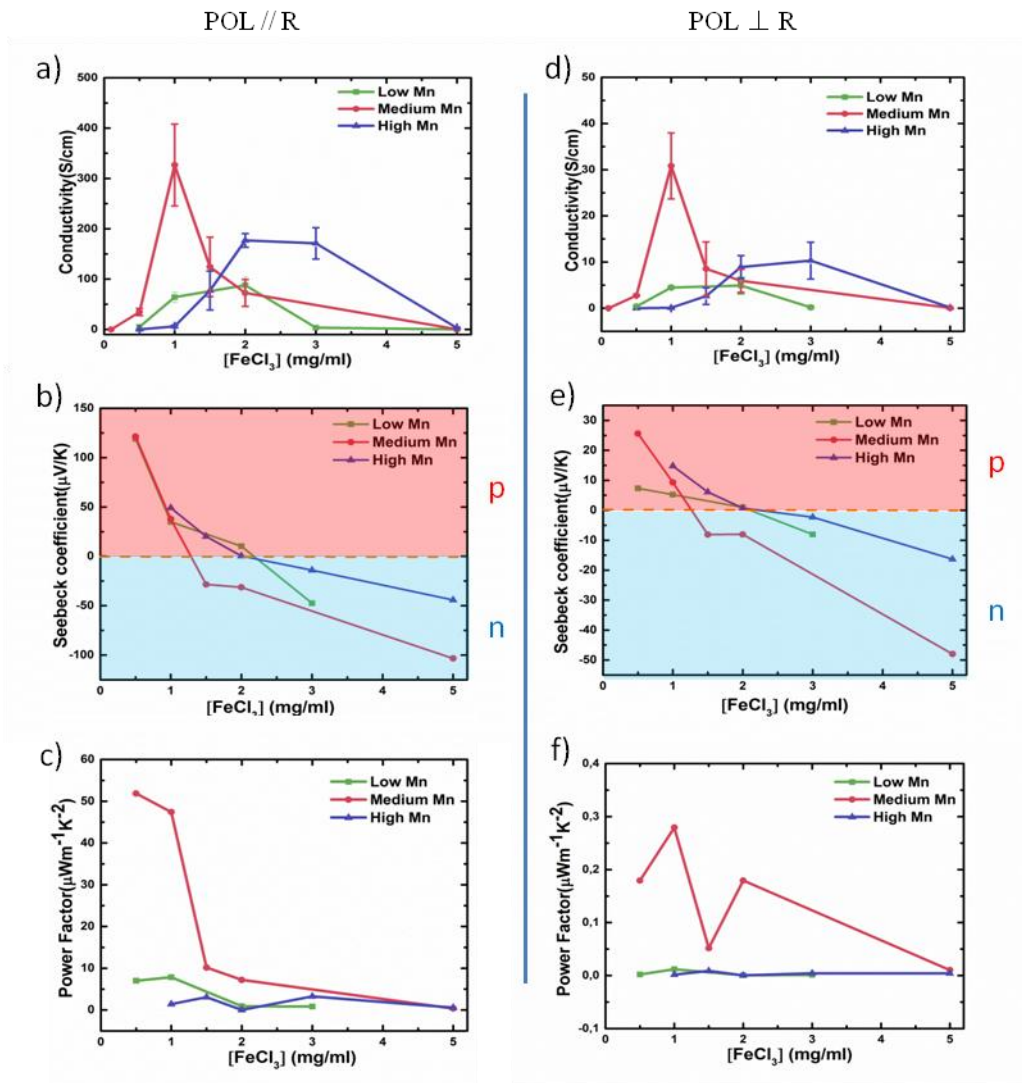 POL // R
POL ⊥ R
a)
500
400
300
200
100
0
0 1 2 3 4 5
Conductivity(S/cm)
[FeCl3] (mg/ml)
Low Mn
Medium Mn
High Mn
d)
50
40
30
20
10
0
0 1 2 3 4 5
Conductivity(S/cm)
[FeCl3] (mg/ml)
Low Mn
Medium Mn
High Mn
b)
150
100
50
0
-50
-100
0 1 2 3 4 5
Seebeck coefficient(μV/K)
[FeCl3] (mg/ml)
Low Mn
Medium Mn
High Mn
p
n
e)
30
20
10
0
-10
-20
-30
-40
-50
0 1 2 3 4 5
Seebeck coefficient(μV/K)
[FeCl3] (mg/ml)
Low Mn
Medium Mn
High Mn
p
n
c)
60
50
40
30
20
10
0
0 1 2 3 4 5
Power Factor(μWm-1K-2)
[FeCl3] (mg/ml)
Low Mn
Medium Mn
High Mn
f)
0,4
0,3
0,2
0,1
0,0
-0,1
0 1 2 3 4 5
Power Factor(μWm-1K-2)
[FeCl3] (mg/ml)
Low Mn
Medium Mn
High Mn